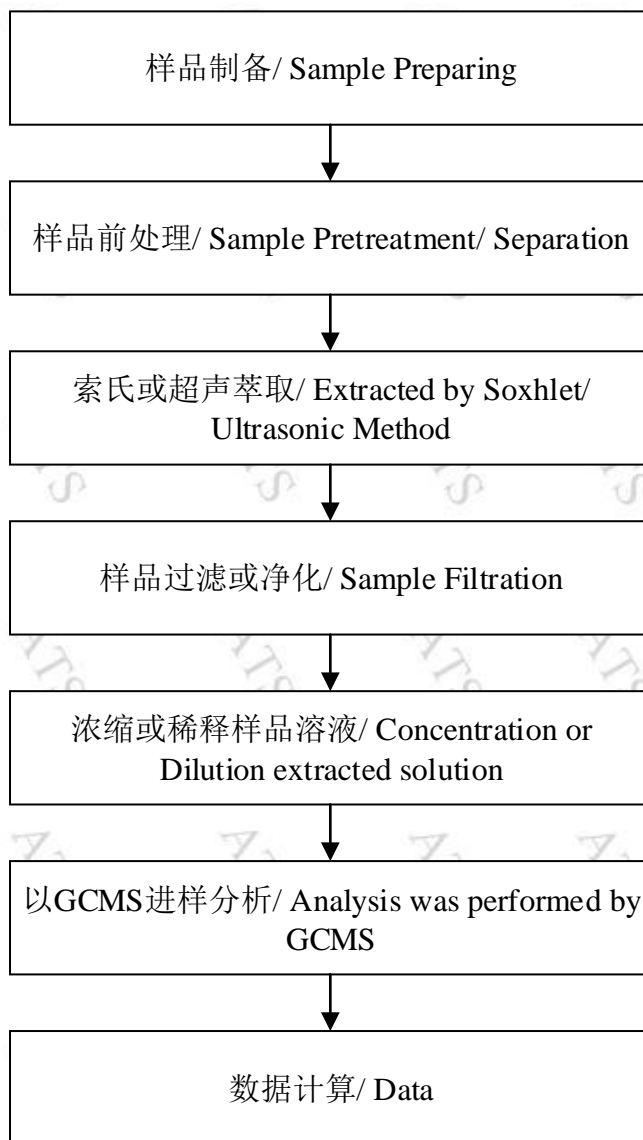 样品制备/ Sample Preparing
样品前处理/ Sample Pretreatment/ Separation
索氏或超声萃取/ Extracted by Soxhlet/
Ultrasonic Method
样品过滤或净化/ Sample Filtration
浓缩或稀释样品溶液/ Concentration or
Dilution extracted solution
以GCMS进样分析/ Analysis was performed by
GCMS
数据计算/ Data